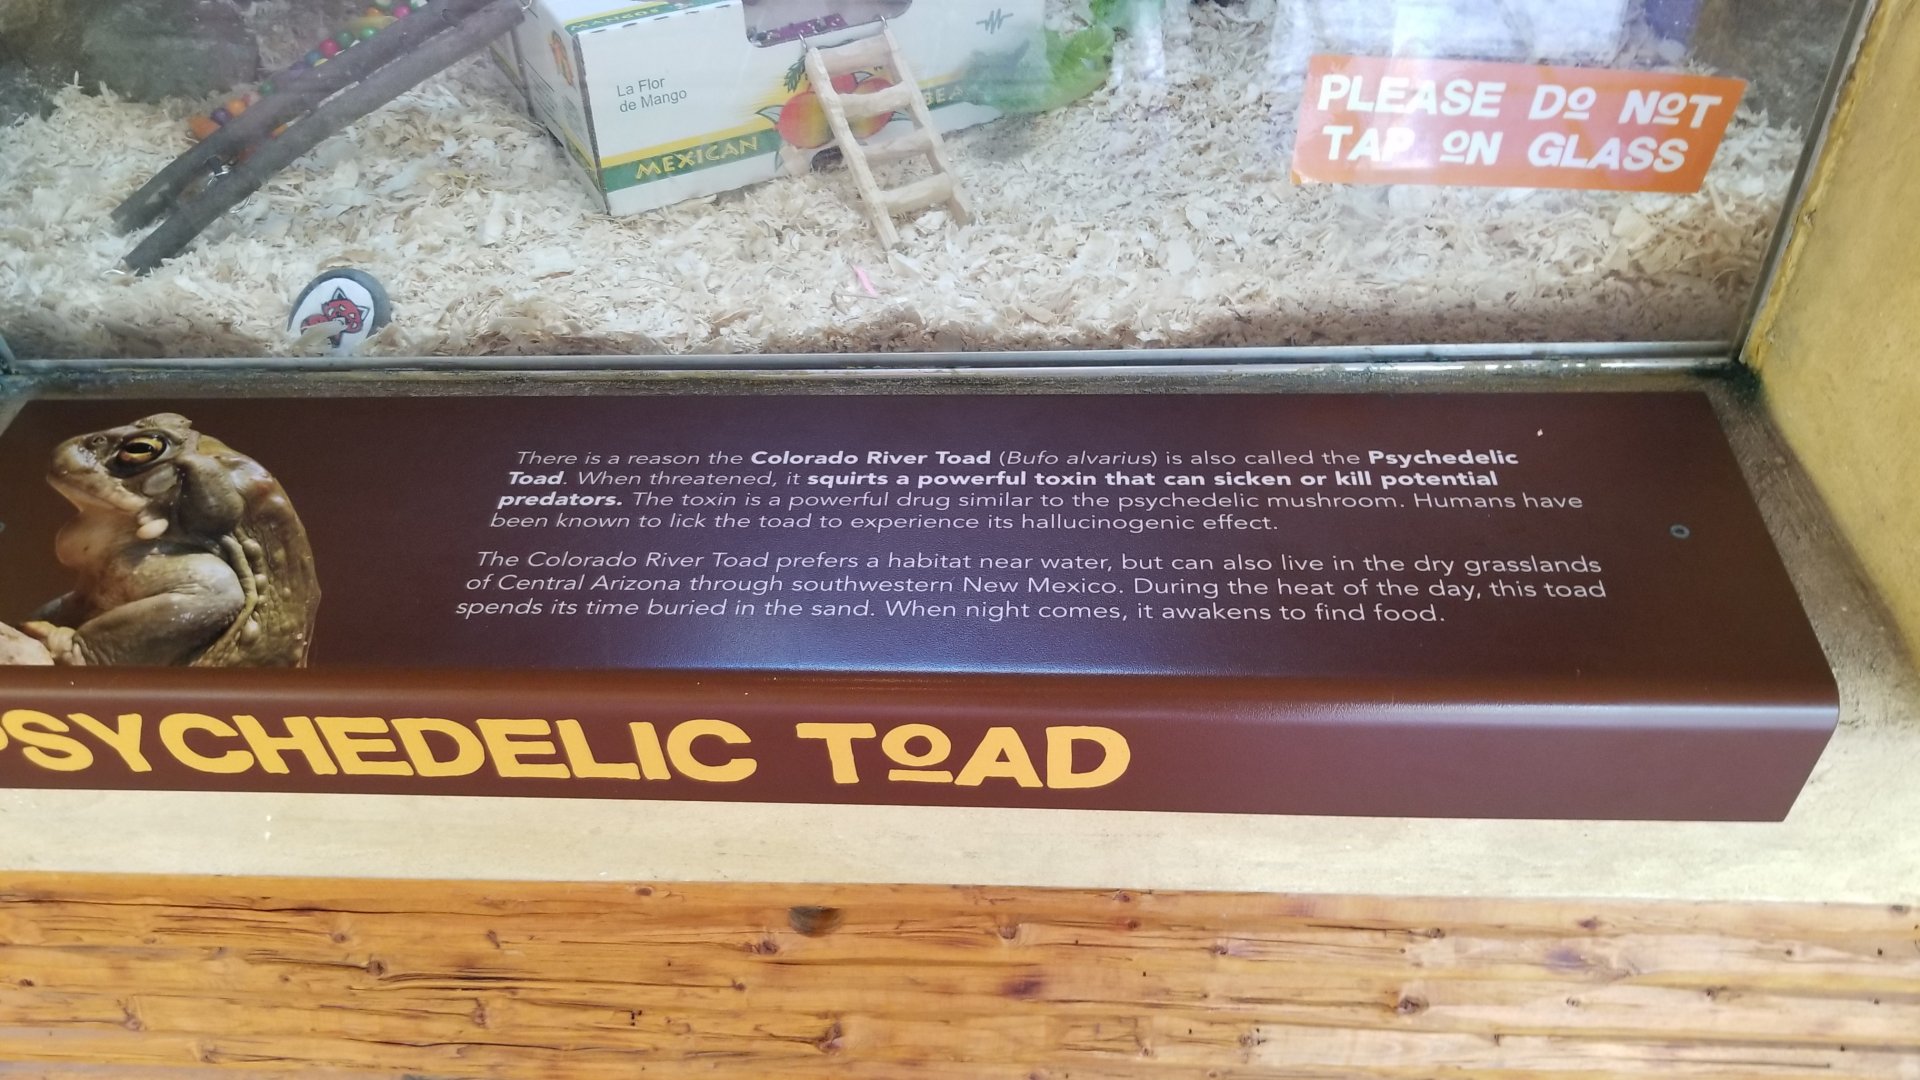 MANGOS
La Flor
de Mango
MEXICAN
PLEASE DO NOT
TAP ON GLASS
There is a reason the Colorado River Toad (Bufo alvarius) is also called the Psychedelic
Toad. When threatened, it squirts a powerful toxin that can sicken or kill potential
predators. The toxin is a powerful drug similar to the psychedelic mushroom. Humans have
been known to lick the toad to experience its hallucinogenic effect.
The Colorado River Toad prefers a habitat near water, but can also live in the dry grasslands
of Central Arizona through southwestern New Mexico. During the heat of the day, this toad
spends its time buried in the sand. When night comes, it awakens to find food.
PSYCHEDELIC TOAD